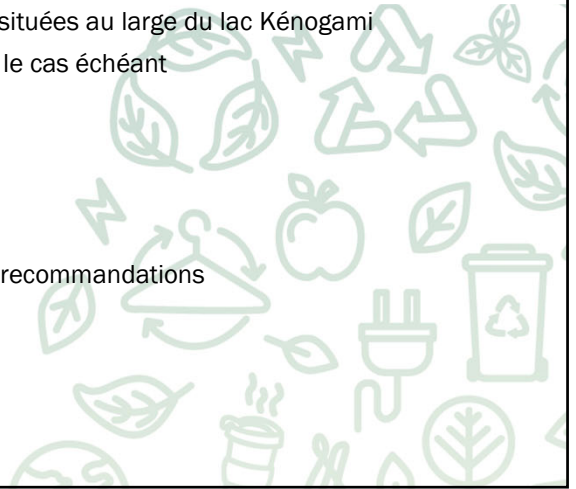 situées au large du lac Kénogami
le cas échéant
recommandations